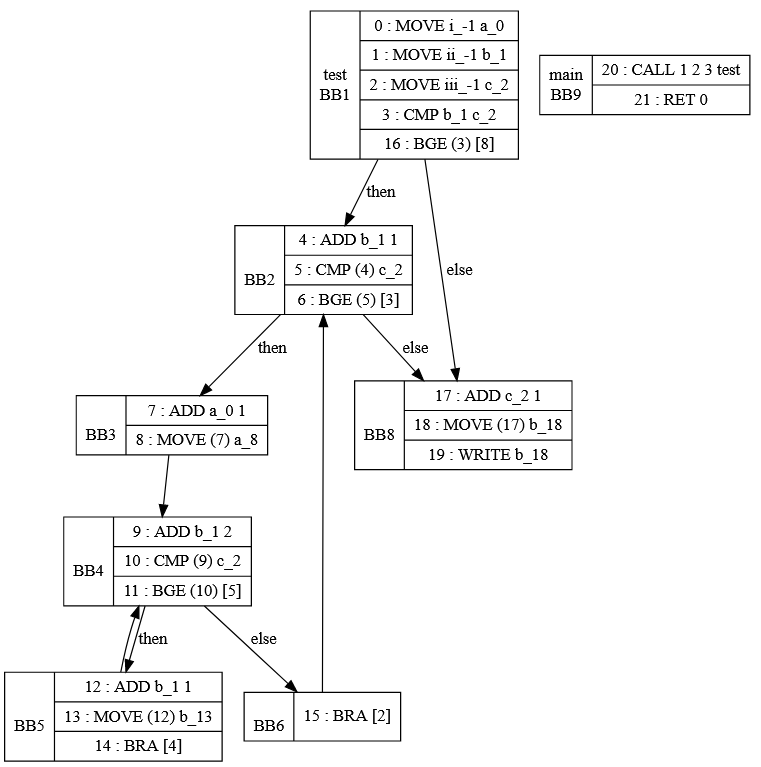 test
BB1
0 : MOVE i_-1 a_0
1 : MOVE ii_-1 b_1
2 : MOVE iii_-1 c_2
3 : CMP b_1 c_2
16 : BGE (3) [8]
main
BB9
20 : CALL 1 2 3 test
21 : RET 0
then
else
BB2
4 : ADD b_1 1
5 : CMP (4) c_2
6 : BGE (5) [3]
then
else
BB3
7 : ADD a_0 1
8 : MOVE (7) a_8
BB8
17 : ADD c_2 1
18 : MOVE (17) b_18
19 : WRITE b_18
BB4
9 : ADD b_1 2
10 : CMP (9) c_2
11 : BGE (10) [5]
then
else
BB5
12 : ADD b_1 1
13 : MOVE (12) b_13
14 : BRA [4]
BB6
15 : BRA [2]